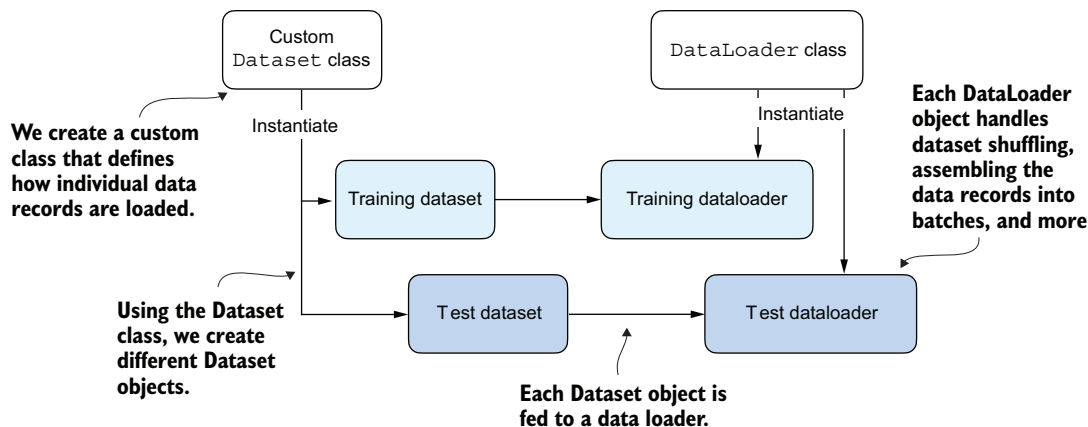 Custom
Dataset class
DataLoader class
Instantiate
Instantiate
We create a custom
class that defines
how individual data
records are loaded.
Each DataLoader
object handles
dataset shuffling,
assembling the
data records into
batches, and more
Training dataset
Training dataloader
Test dataset
Test dataloader
Using the Dataset
class, we create
different Dataset
objects.
Each Dataset object is
fed to a data loader.